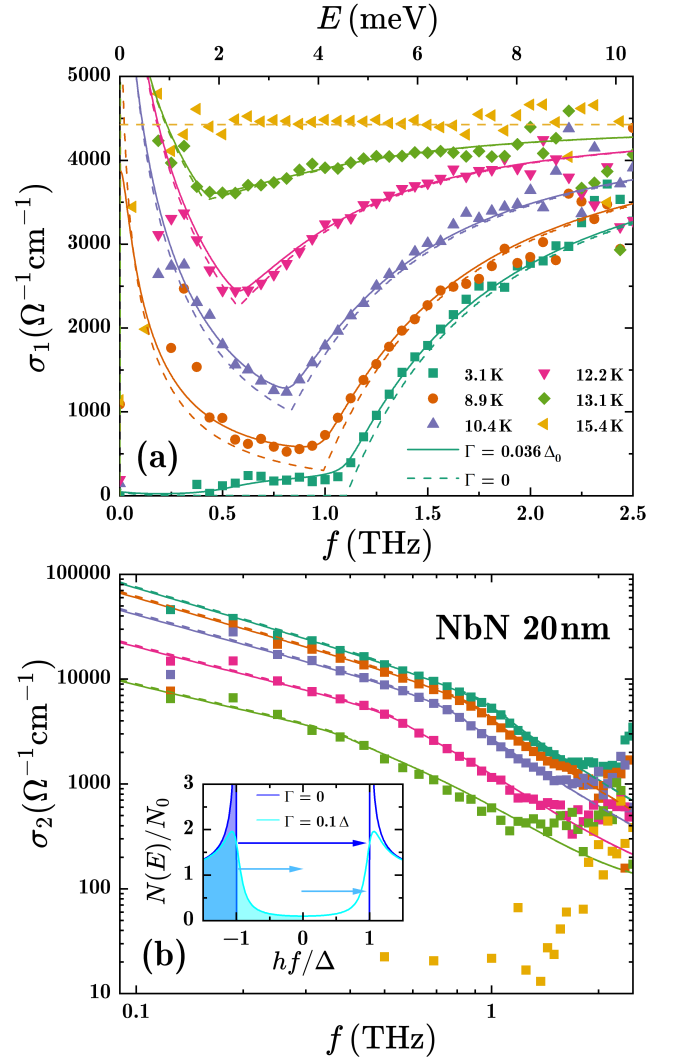 E (meV)
0 2 4 6 8 10
5000
4000
3000
2000
1000
0
σ₁(Ω⁻¹cm⁻¹)
3.1 K 12.2 K
8.9 K 13.1 K
10.4 K 15.4 K
Γ = 0.036 Δ₀
Γ = 0
(a)
0.0 0.5 1.0 1.5 2.0 2.5
f (THz)
100000
10000
1000
100
10
σ₂(Ω⁻¹cm⁻¹)
NbN 20nm
3
2
1
0
N(E)/N₀
Γ = 0
Γ = 0.1 Δ
−1 0 1
hf/Δ
(b)
0.1 1
f (THz)